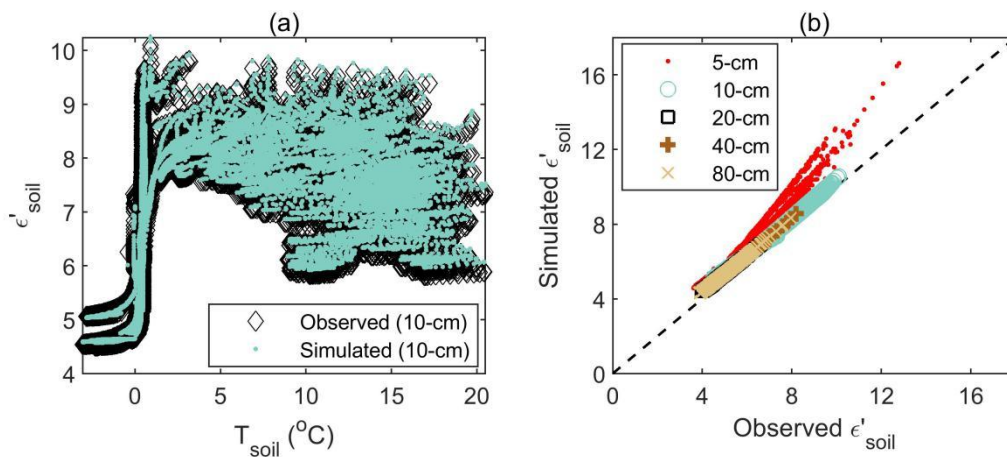 (a)
ϵ'soil
10
9
8
7
6
5
4
Observed (10-cm)
Simulated (10-cm)
0 5 10 15 20
Tsoil (°C)
(b)
Simulated ϵ'soil
16
12
8
4
0
5-cm
10-cm
20-cm
40-cm
80-cm
0 4 8 12 16
Observed ϵ'soil